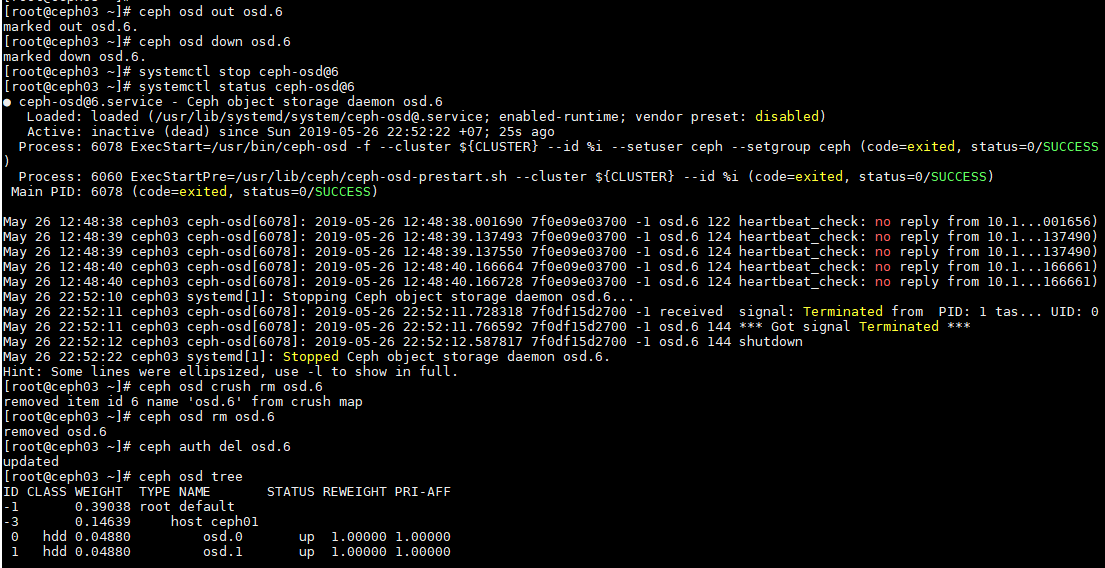 [root@ceph03 ~]# ceph osd out osd.6
marked out osd.6.
[root@ceph03 ~]# ceph osd down osd.6
marked down osd.6.
[root@ceph03 ~]# systemctl stop ceph-osd@6
[root@ceph03 ~]# systemctl status ceph-osd@6
● ceph-osd@6.service - Ceph object storage daemon osd.6
   Loaded: loaded (/usr/lib/systemd/system/ceph-osd@.service; enabled-runtime; vendor preset: disabled)
   Active: inactive (dead) since Sun 2019-05-26 22:52:22 +07; 25s ago
  Process: 6078 ExecStart=/usr/bin/ceph-osd -f --cluster ${CLUSTER} --id %i --setuser ceph --setgroup ceph (code=exited, status=0/SUCCESS
)
  Process: 6060 ExecStartPre=/usr/lib/ceph/ceph-osd-prestart.sh --cluster ${CLUSTER} --id %i (code=exited, status=0/SUCCESS)
 Main PID: 6078 (code=exited, status=0/SUCCESS)

May 26 12:48:38 ceph03 ceph-osd[6078]: 2019-05-26 12:48:38.001690 7f0e09e03700 -1 osd.6 122 heartbeat_check: no reply from 10.1...001656)
May 26 12:48:39 ceph03 ceph-osd[6078]: 2019-05-26 12:48:39.137493 7f0e09e03700 -1 osd.6 124 heartbeat_check: no reply from 10.1...137490)
May 26 12:48:39 ceph03 ceph-osd[6078]: 2019-05-26 12:48:39.137550 7f0e09e03700 -1 osd.6 124 heartbeat_check: no reply from 10.1...137490)
May 26 12:48:40 ceph03 ceph-osd[6078]: 2019-05-26 12:48:40.166664 7f0e09e03700 -1 osd.6 124 heartbeat_check: no reply from 10.1...166661)
May 26 12:48:40 ceph03 ceph-osd[6078]: 2019-05-26 12:48:40.166728 7f0e09e03700 -1 osd.6 124 heartbeat_check: no reply from 10.1...166661)
May 26 22:52:10 ceph03 systemd[1]: Stopping Ceph object storage daemon osd.6...
May 26 22:52:11 ceph03 ceph-osd[6078]: 2019-05-26 22:52:11.728318 7f0df15d2700 -1 received  signal: Terminated from  PID: 1 tas... UID: 0
May 26 22:52:11 ceph03 ceph-osd[6078]: 2019-05-26 22:52:11.766592 7f0df15d2700 -1 osd.6 144 *** Got signal Terminated ***
May 26 22:52:12 ceph03 ceph-osd[6078]: 2019-05-26 22:52:12.587817 7f0df15d2700 -1 osd.6 144 shutdown
May 26 22:52:22 ceph03 systemd[1]: Stopped Ceph object storage daemon osd.6.
Hint: Some lines were ellipsized, use -l to show in full.
[root@ceph03 ~]# ceph osd crush rm osd.6
removed item id 6 name 'osd.6' from crush map
[root@ceph03 ~]# ceph osd rm osd.6
removed osd.6
[root@ceph03 ~]# ceph auth del osd.6
updated
[root@ceph03 ~]# ceph osd tree
ID CLASS WEIGHT  TYPE NAME       STATUS REWEIGHT PRI-AFF
-1       0.39038 root default
-3       0.14639     host ceph01
 0   hdd 0.04880         osd.0       up  1.00000 1.00000
 1   hdd 0.04880         osd.1       up  1.00000 1.00000